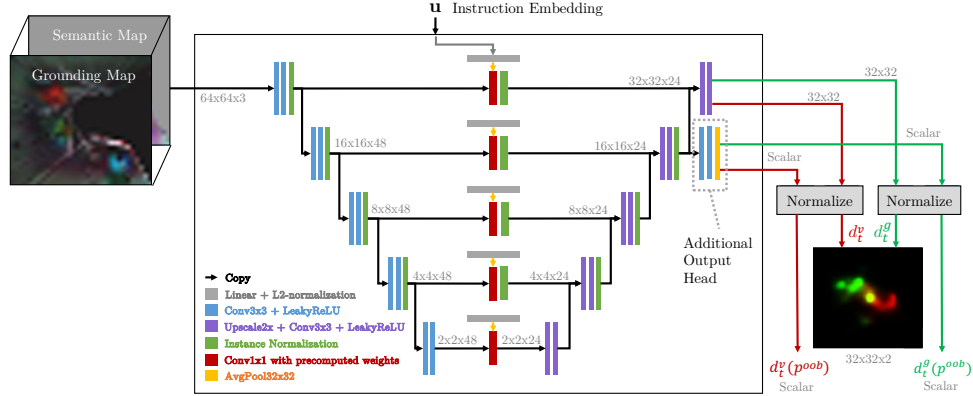 u Instruction Embedding
Semantic Map
Grounding Map
64x64x3
32x32x24
32x32
32x32
Scalar
Scalar
16x16x48
16x16x24
Normalize
Normalize
8x8x48
8x8x24
d_t^v
d_t^g
Additional
Output
Head
4x4x48
4x4x24
2x2x48
2x2x24
Copy
Linear + L2-normalization
Conv3x3 + LeakyReLU
Upscale2x + Conv3x3 + LeakyReLU
Instance Normalization
Conv1x1 with precomputed weights
AvgPool32x32
32x32x2
d_t^v(p^oob)
Scalar
d_t^g(p^oob)
Scalar